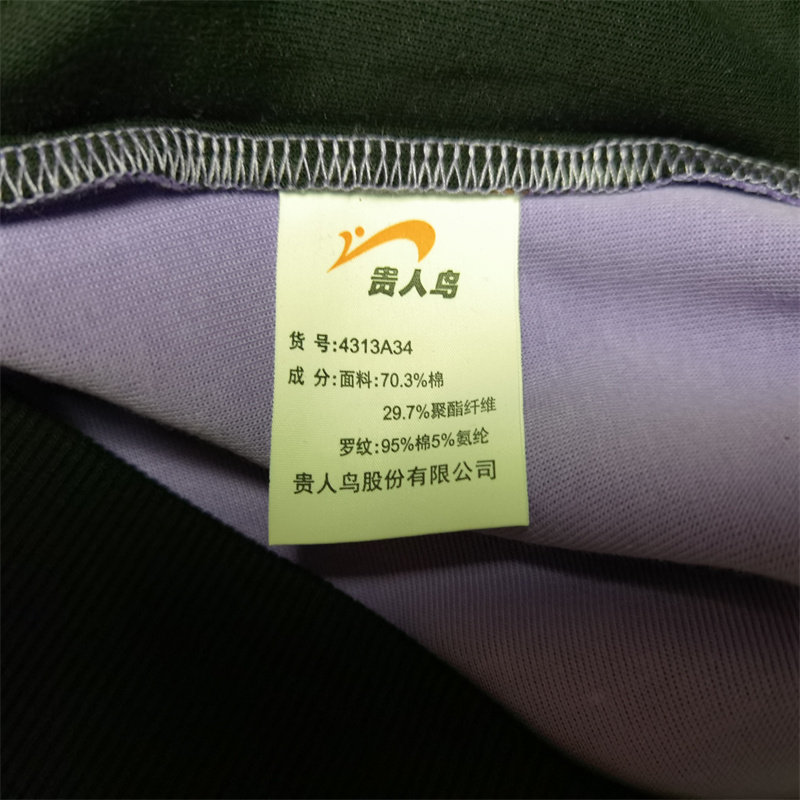 贵人鸟
货 号:4313A34
成 分:面料:70.3%棉
29.7%聚酯纤维
罗纹:95%棉5%氨纶
贵人鸟股份有限公司